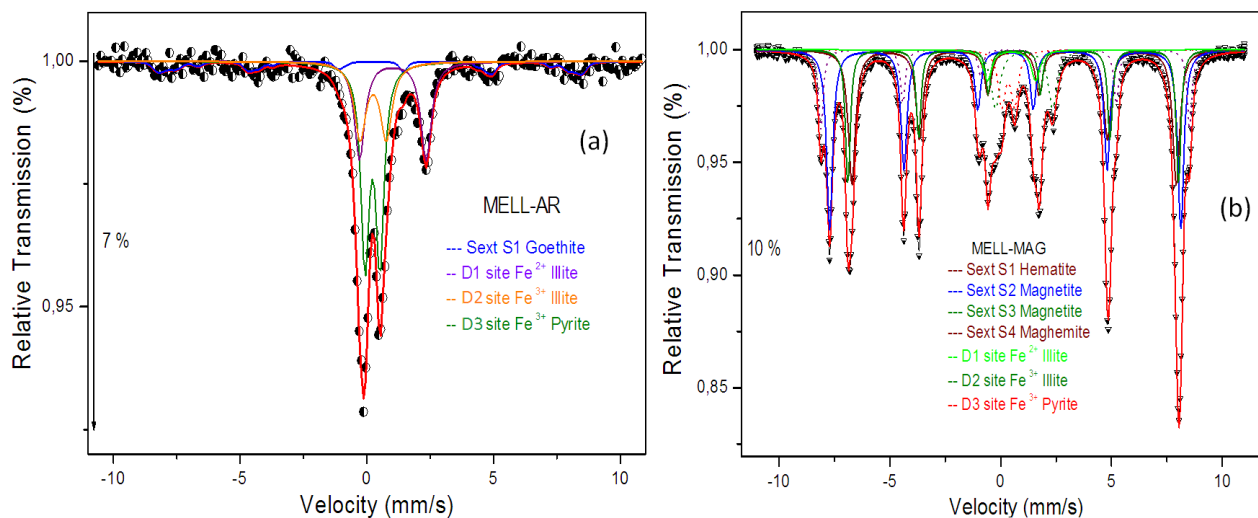 1,00
0,95
Relative Transmission (%)
7 %
(a)
MELL-AR
--- Sext S1 Goethite
-- D1 site Fe2+ Illite
-- D2 site Fe3+ Illite
-- D3 site Fe3+ Pyrite
-10 -5 0 5 10
Velocity (mm/s)
1,00
0,95
0,90
0,85
Relative Transmission (%)
10 %
(b)
MELL-MAG
--- Sext S1 Hematite
--- Sext S2 Magnetite
--- Sext S3 Magnetite
--- Sext S4 Maghemite
-- D1 site Fe2+ Illite
-- D2 site Fe3+ Illite
-- D3 site Fe3+ Pyrite
-10 -5 0 5 10
Velocity (mm/s)